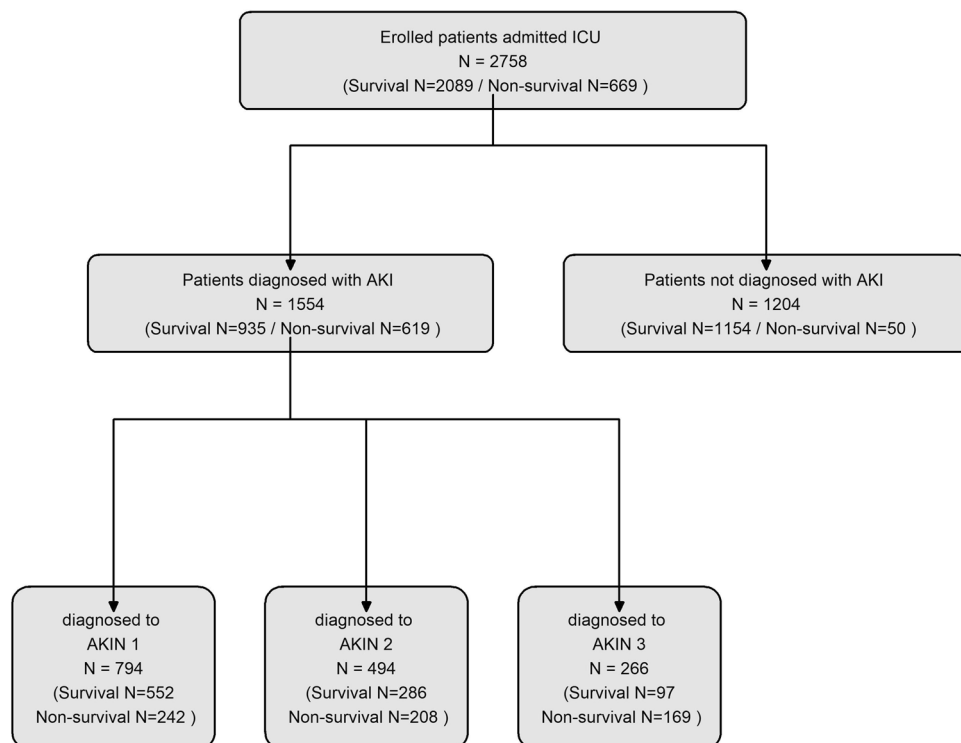 Erolled patients admitted ICU
N = 2758
(Survival N=2089 / Non-survival N=669 )
Patients diagnosed with AKI
N = 1554
(Survival N=935 / Non-survival N=619 )
Patients not diagnosed with AKI
N = 1204
(Survival N=1154 / Non-survival N=50 )
diagnosed to
AKIN 1
N = 794
(Survival N=552
Non-survival N=242 )
diagnosed to
AKIN 2
N = 494
(Survival N=286
Non-survival N=208 )
diagnosed to
AKIN 3
N = 266
(Survival N=97
Non-survival N=169 )